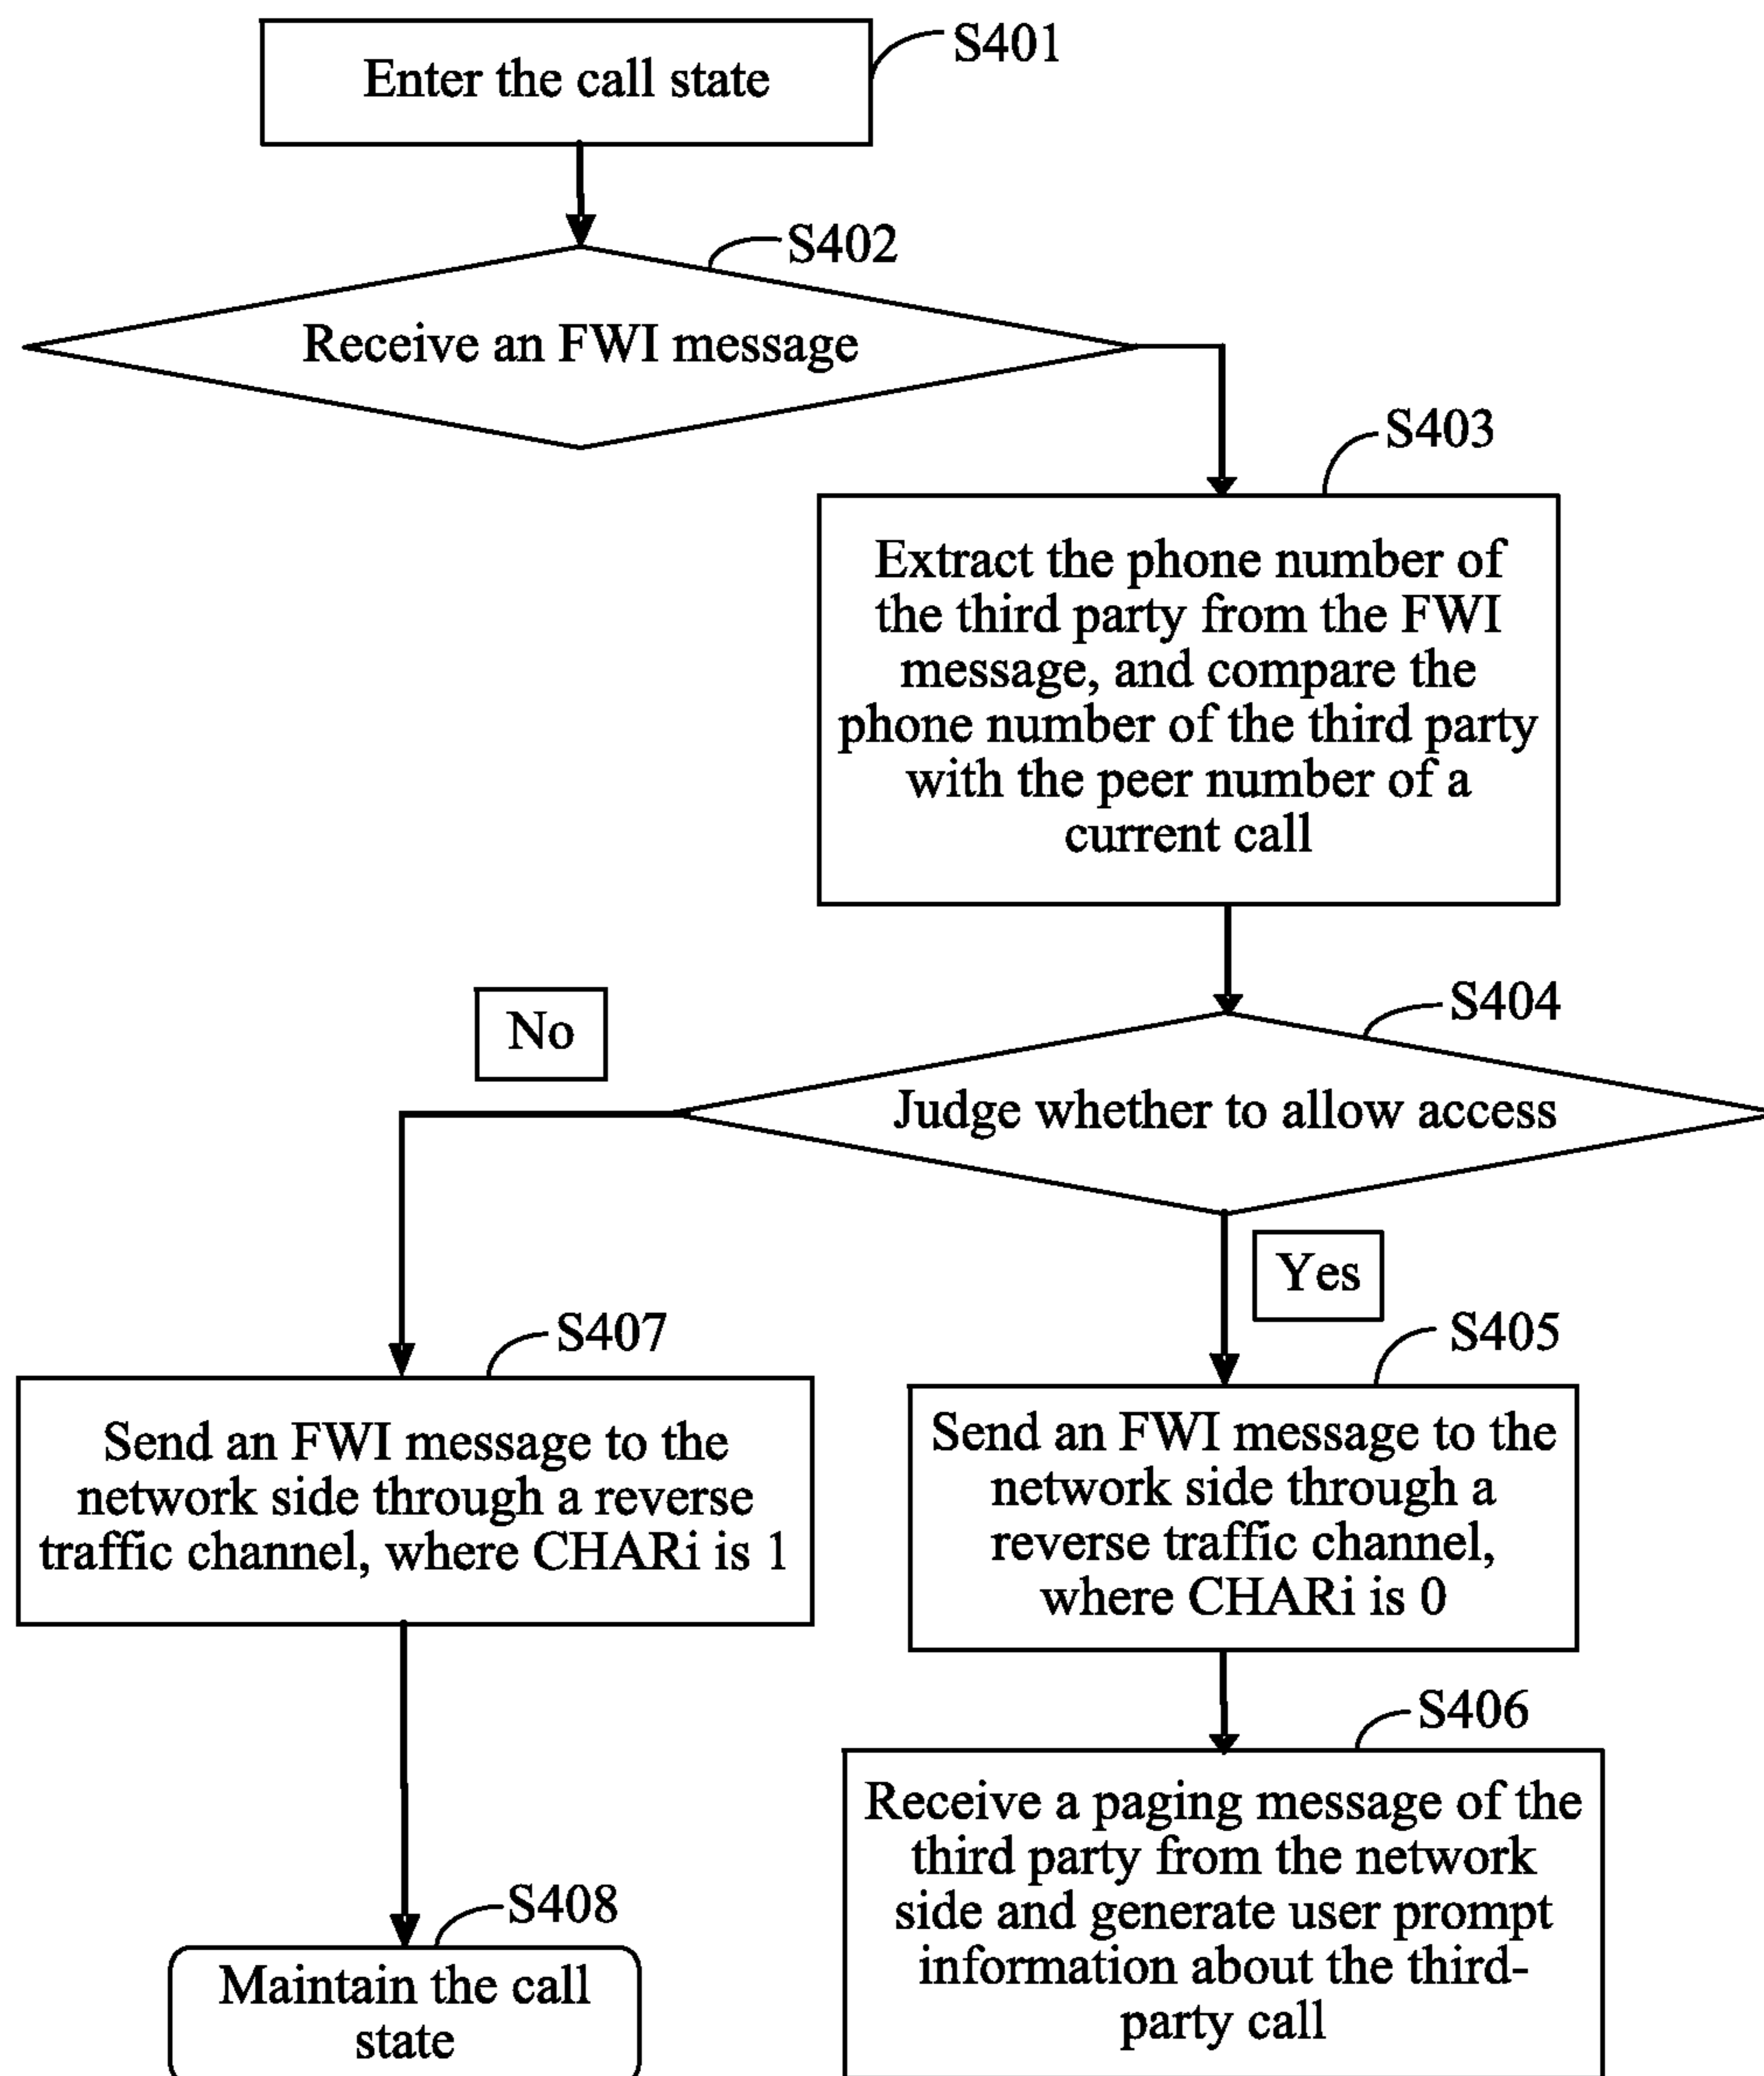 Enter the call state
S401
S402
Receive an FWI message
S403
Extract the phone number of
the third party from the FWI
message, and compare the
phone number of the third party
with the peer number of a
current call
S404
No
Judge whether to allow access
Yes
S407
S405
Send an FWI message to the
network side through a reverse
traffic channel, where CHARi is 1
Send an FWI message to the
network side through a
reverse traffic channel,
where CHARi is 0
S406
Receive a paging message of the
third party from the network
side and generate user prompt
information about the third-
party call
S408
Maintain the call
state